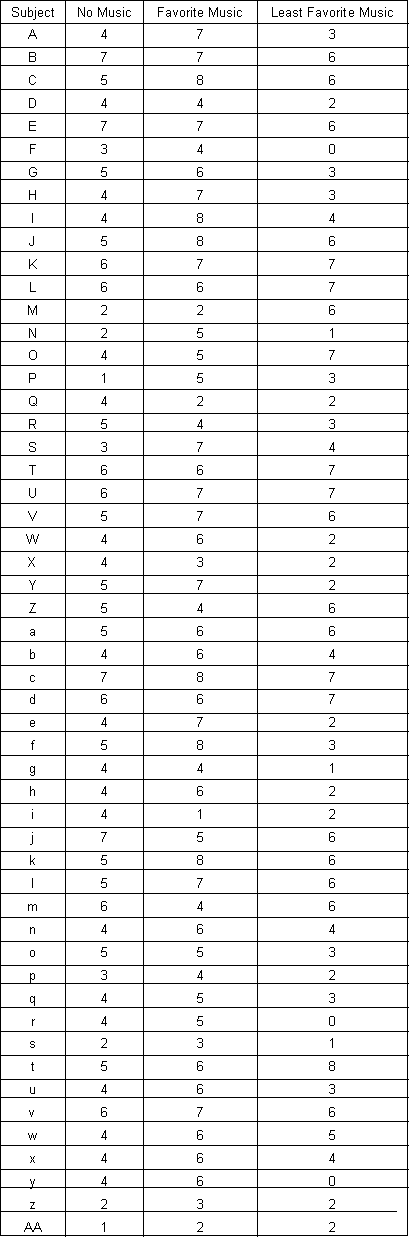 Subject No Music Favorite Music Least Favorite Music
A 4 7 3
B 7 7 6
C 5 8 6
D 4 4 2
E 7 7 6
F 3 4 0
G 5 6 3
H 4 7 3
I 4 8 4
J 5 8 6
K 6 7 7
L 6 6 7
M 2 2 6
N 2 5 1
O 4 5 7
P 1 5 3
Q 4 2 2
R 5 4 3
S 3 7 4
T 6 6 7
U 6 7 7
V 5 7 6
W 4 6 2
X 4 3 2
Y 5 7 2
Z 5 4 6
a 5 6 6
b 4 6 4
c 7 8 7
d 6 6 7
e 4 7 2
f 5 8 3
g 4 4 1
h 4 6 2
i 4 1 2
j 7 5 6
k 5 8 6
l 5 7 6
m 6 4 6
n 4 6 4
o 5 5 3
p 3 4 2
q 4 5 3
r 4 5 0
s 2 3 1
t 5 6 8
u 4 6 3
v 6 7 6
w 4 6 5
x 4 6 4
y 4 6 0
z 2 3 2
AA 1 2 2